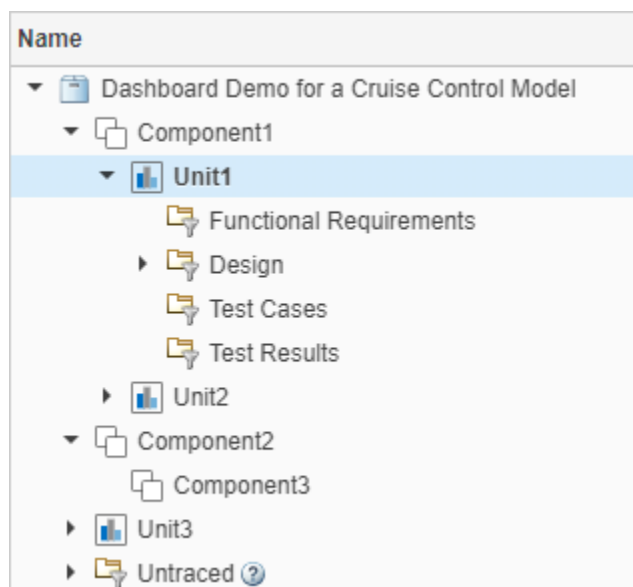 Name
Dashboard Demo for a Cruise Control Model
Component1
Unit1
Functional Requirements
Design
Test Cases
Test Results
Unit2
Component2
Component3
Unit3
Untraced ?